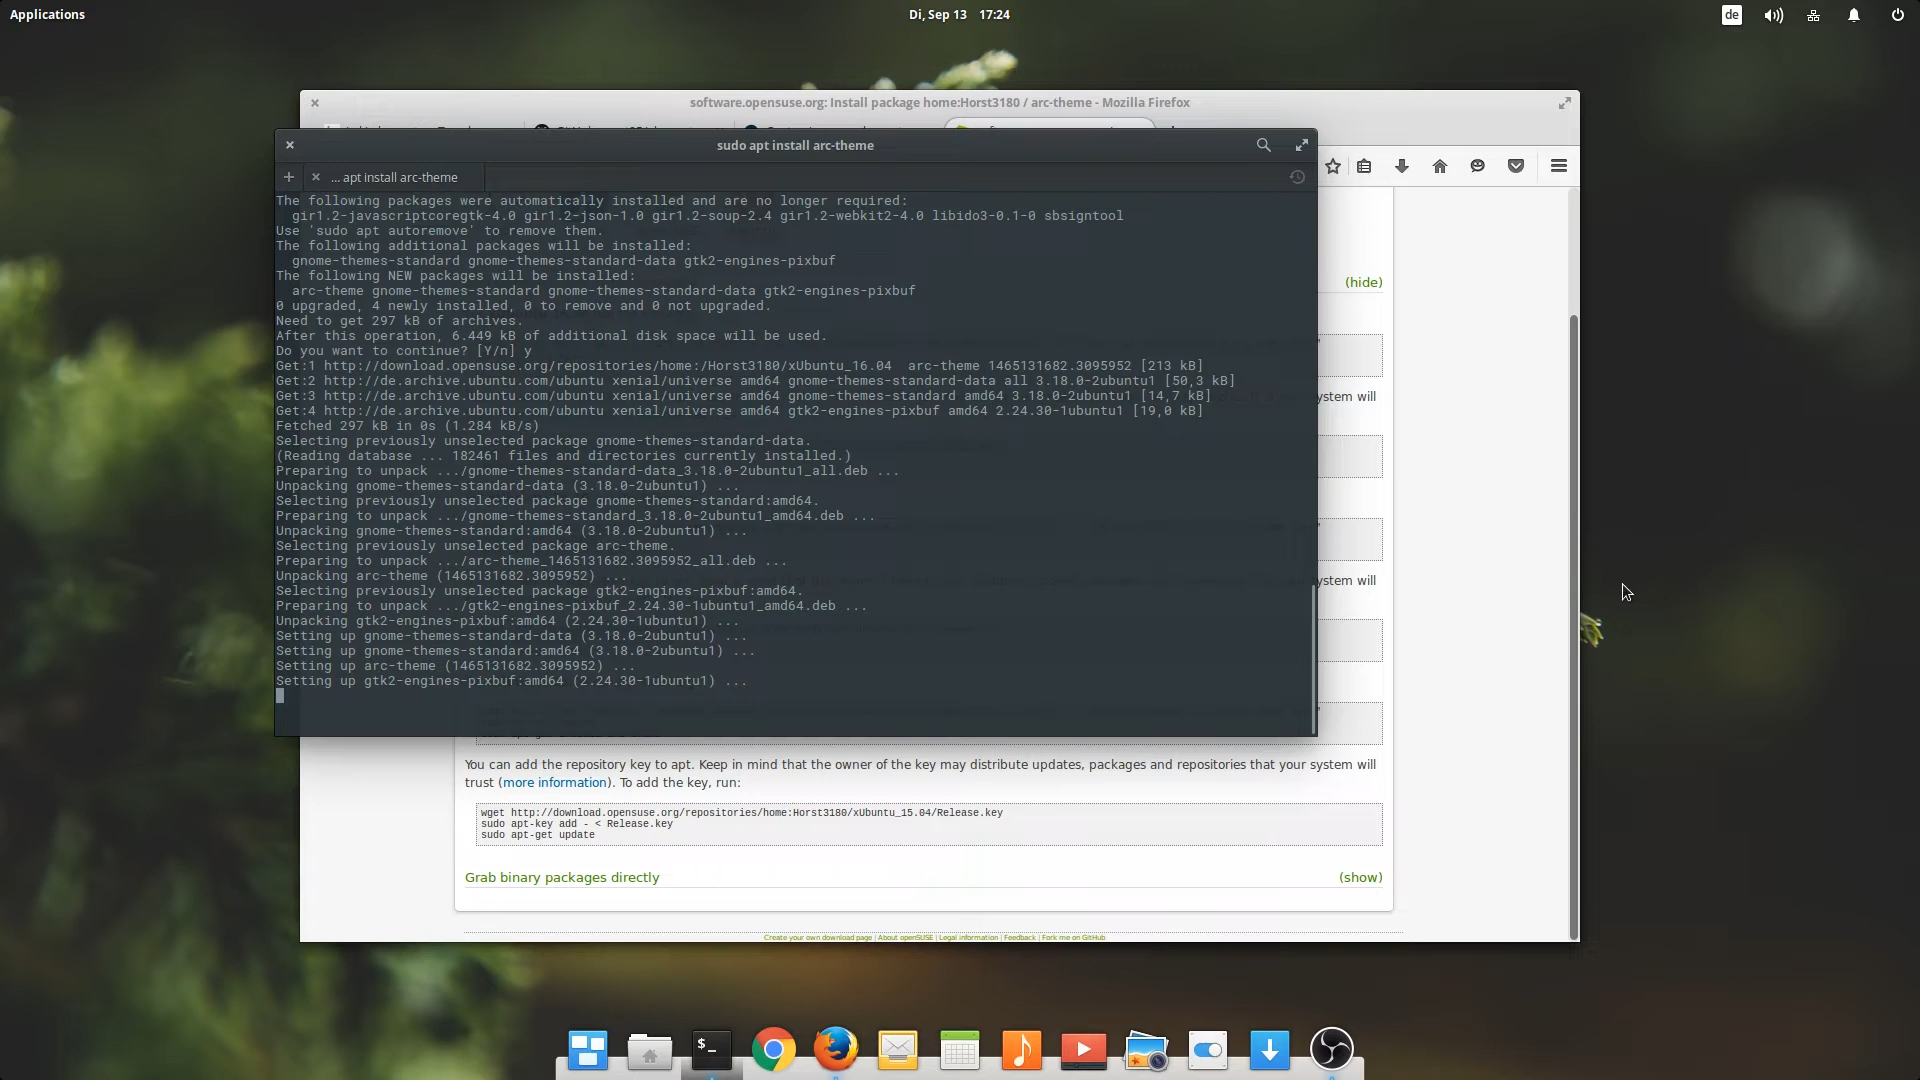 Applications
Di, Sep 13 17:24
de
software.opensuse.org: Install package home:Horst3180 / arc-theme - Mozilla Firefox
sudo apt install arc-theme
... apt install arc-theme
The following packages were automatically installed and are no longer required:
gir1.2-javascriptcoregtk-4.0 gir1.2-json-1.0 gir1.2-soup-2.4 gir1.2-webkit2-4.0 libido3-0.1-0 sbsigntool
Use 'sudo apt autoremove' to remove them.
The following additional packages will be installed:
gnome-themes-standard gnome-themes-standard-data gtk2-engines-pixbuf
The following NEW packages will be installed:
arc-theme gnome-themes-standard gnome-themes-standard-data gtk2-engines-pixbuf
0 upgraded, 4 newly installed, 0 to remove and 0 not upgraded.
Need to get 297 kB of archives.
After this operation, 6.449 kB of additional disk space will be used.
Do you want to continue? [Y/n] y
Get:1 http://download.opensuse.org/repositories/home:/Horst3180/xUbuntu_16.04  arc-theme 1465131682.3095952 [213 kB]
Get:2 http://de.archive.ubuntu.com/ubuntu xenial/universe amd64 gnome-themes-standard-data all 3.18.0-2ubuntu1 [50,3 kB]
Get:3 http://de.archive.ubuntu.com/ubuntu xenial/universe amd64 gnome-themes-standard amd64 3.18.0-2ubuntu1 [14,7 kB]
Get:4 http://de.archive.ubuntu.com/ubuntu xenial/universe amd64 gtk2-engines-pixbuf amd64 2.24.30-1ubuntu1 [19,0 kB]
Fetched 297 kB in 0s (1.284 kB/s)
Selecting previously unselected package gnome-themes-standard-data.
(Reading database ... 182461 files and directories currently installed.)
Preparing to unpack .../gnome-themes-standard-data_3.18.0-2ubuntu1_all.deb ...
Unpacking gnome-themes-standard-data (3.18.0-2ubuntu1) ...
Selecting previously unselected package gnome-themes-standard:amd64.
Preparing to unpack .../gnome-themes-standard_3.18.0-2ubuntu1_amd64.deb ...
Unpacking gnome-themes-standard:amd64 (3.18.0-2ubuntu1) ...
Selecting previously unselected package arc-theme.
Preparing to unpack .../arc-theme_1465131682.3095952_all.deb ...
Unpacking arc-theme (1465131682.3095952) ...
Selecting previously unselected package gtk2-engines-pixbuf:amd64.
Preparing to unpack .../gtk2-engines-pixbuf_2.24.30-1ubuntu1_amd64.deb ...
Unpacking gtk2-engines-pixbuf:amd64 (2.24.30-1ubuntu1) ...
Setting up gnome-themes-standard-data (3.18.0-2ubuntu1) ...
Setting up gnome-themes-standard:amd64 (3.18.0-2ubuntu1) ...
Setting up arc-theme (1465131682.3095952) ...
Setting up gtk2-engines-pixbuf:amd64 (2.24.30-1ubuntu1) ...
(hide)
ystem will
ystem will
You can add the repository key to apt. Keep in mind that the owner of the key may distribute updates, packages and repositories that your system will
trust (more information). To add the key, run:
wget http://download.opensuse.org/repositories/home:Horst3180/xUbuntu_15.04/Release.key
sudo apt-key add - < Release.key
sudo apt-get update
Grab binary packages directly
(show)
Create your own download page | About openSUSE | Legal information | Feedback | Fork me on GitHub
$_